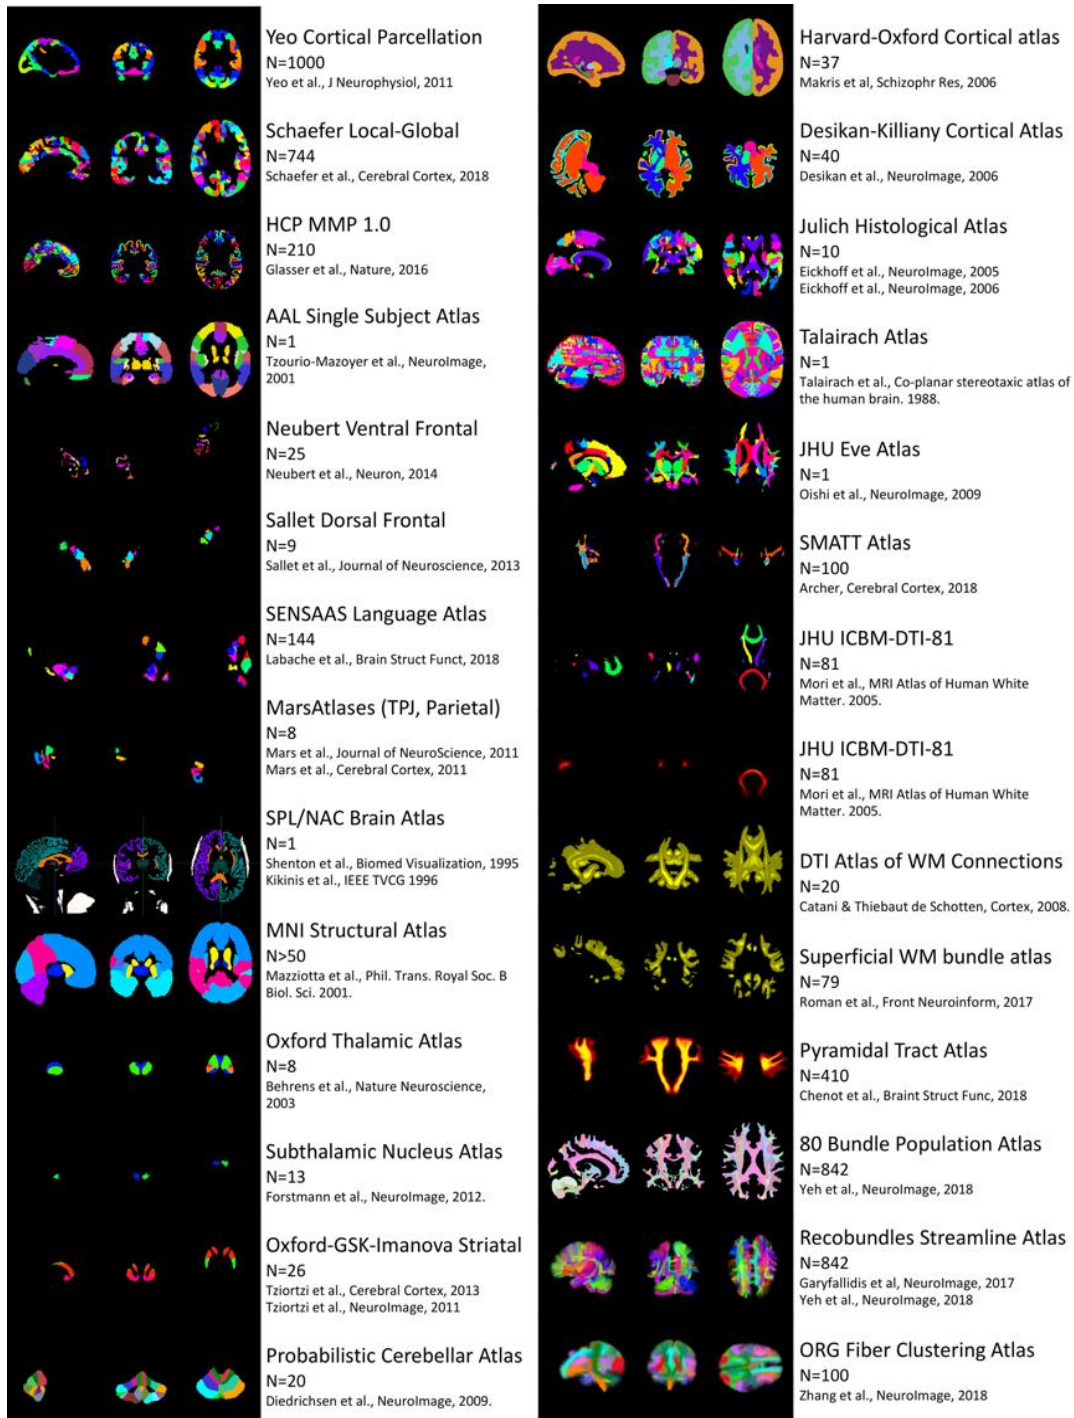 Yeo Cortical Parcellation
N=1000
Yeo et al., J Neurophysiol, 2011
Schaefer Local-Global
N=744
Schaefer et al., Cerebral Cortex, 2018
HCP MMP 1.0
N=210
Glasser et al., Nature, 2016
AAL Single Subject Atlas
N=1
Tzourio-Mazoyer et al., NeuroImage,
2001
Neubert Ventral Frontal
N=25
Neubert et al., Neuron, 2014
Sallet Dorsal Frontal
N=9
Sallet et al., Journal of Neuroscience, 2013
SENSAAS Language Atlas
N=144
Labache et al., Brain Struct Funct, 2018
MarsAtlases (TPJ, Parietal)
N=8
Mars et al., Journal of NeuroScience, 2011
Mars et al., Cerebral Cortex, 2011
SPL/NAC Brain Atlas
N=1
Shenton et al., Biomed Visualization, 1995
Kikinis et al., IEEE TVCG 1996
MNI Structural Atlas
N>50
Mazziotta et al., Phil. Trans. Royal Soc. B
Biol. Sci. 2001.
Oxford Thalamic Atlas
N=8
Behrens et al., Nature Neuroscience,
2003
Subthalamic Nucleus Atlas
N=13
Forstmann et al., NeuroImage, 2012.
Oxford-GSK-Imanova Striatal
N=26
Tziortzi et al., Cerebral Cortex, 2013
Tziortzi et al., NeuroImage, 2011
Probabilistic Cerebellar Atlas
N=20
Diedrichsen et al., NeuroImage, 2009.
Harvard-Oxford Cortical atlas
N=37
Makris et al, Schizophr Res, 2006
Desikan-Killiany Cortical Atlas
N=40
Desikan et al., NeuroImage, 2006
Julich Histological Atlas
N=10
Eickhoff et al., NeuroImage, 2005
Eickhoff et al., NeuroImage, 2006
Talairach Atlas
N=1
Talairach et al., Co-planar stereotaxic atlas of
the human brain. 1988.
JHU Eve Atlas
N=1
Oishi et al., NeuroImage, 2009
SMATT Atlas
N=100
Archer, Cerebral Cortex, 2018
JHU ICBM-DTI-81
N=81
Mori et al., MRI Atlas of Human White
Matter. 2005.
JHU ICBM-DTI-81
N=81
Mori et al., MRI Atlas of Human White
Matter. 2005.
DTI Atlas of WM Connections
N=20
Catani & Thiebaut de Schotten, Cortex, 2008.
Superficial WM bundle atlas
N=79
Roman et al., Front Neuroinform, 2017
Pyramidal Tract Atlas
N=410
Chenot et al., Braint Struct Func, 2018
80 Bundle Population Atlas
N=842
Yeh et al., NeuroImage, 2018
Recobundles Streamline Atlas
N=842
Garyfallidis et al, NeuroImage, 2017
Yeh et al., NeuroImage, 2018
ORG Fiber Clustering Atlas
N=100
Zhang et al., NeuroImage, 2018